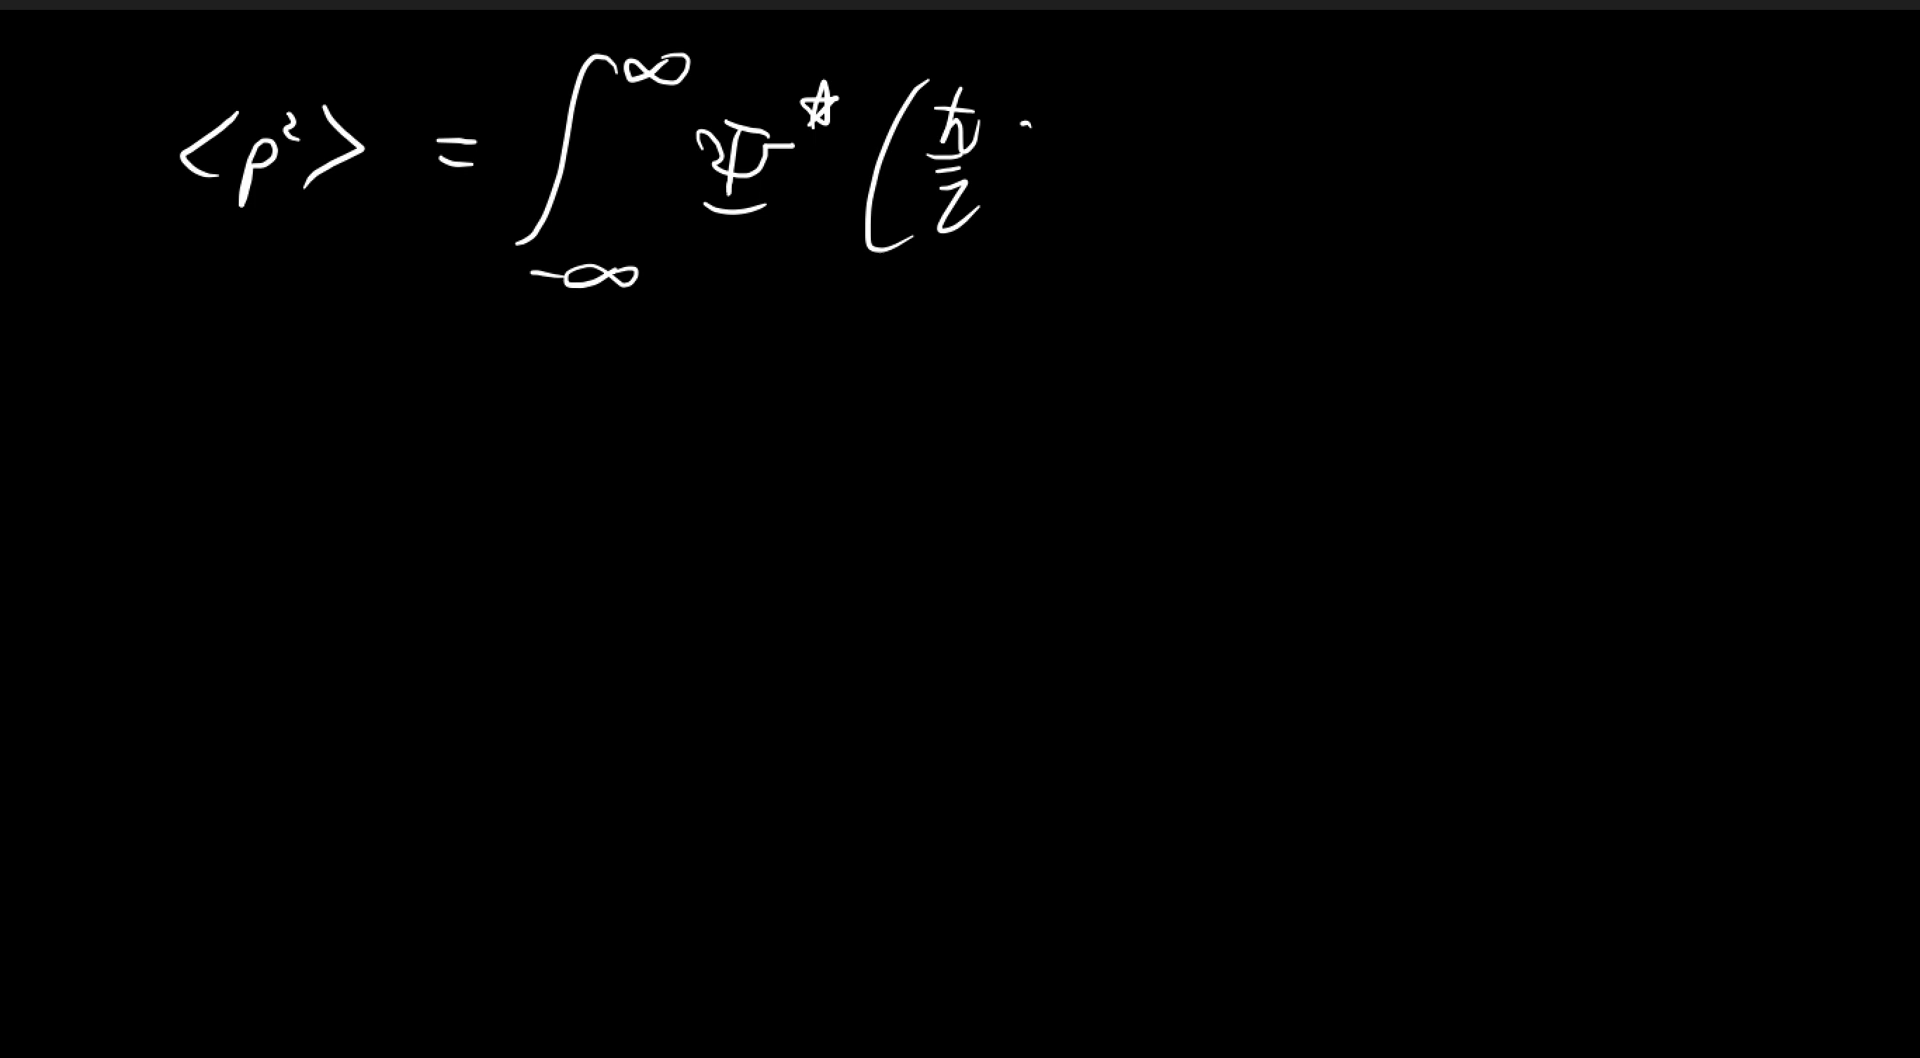 <p²> = ∫_{-∞}^{∞} Ψ* (ħ/i